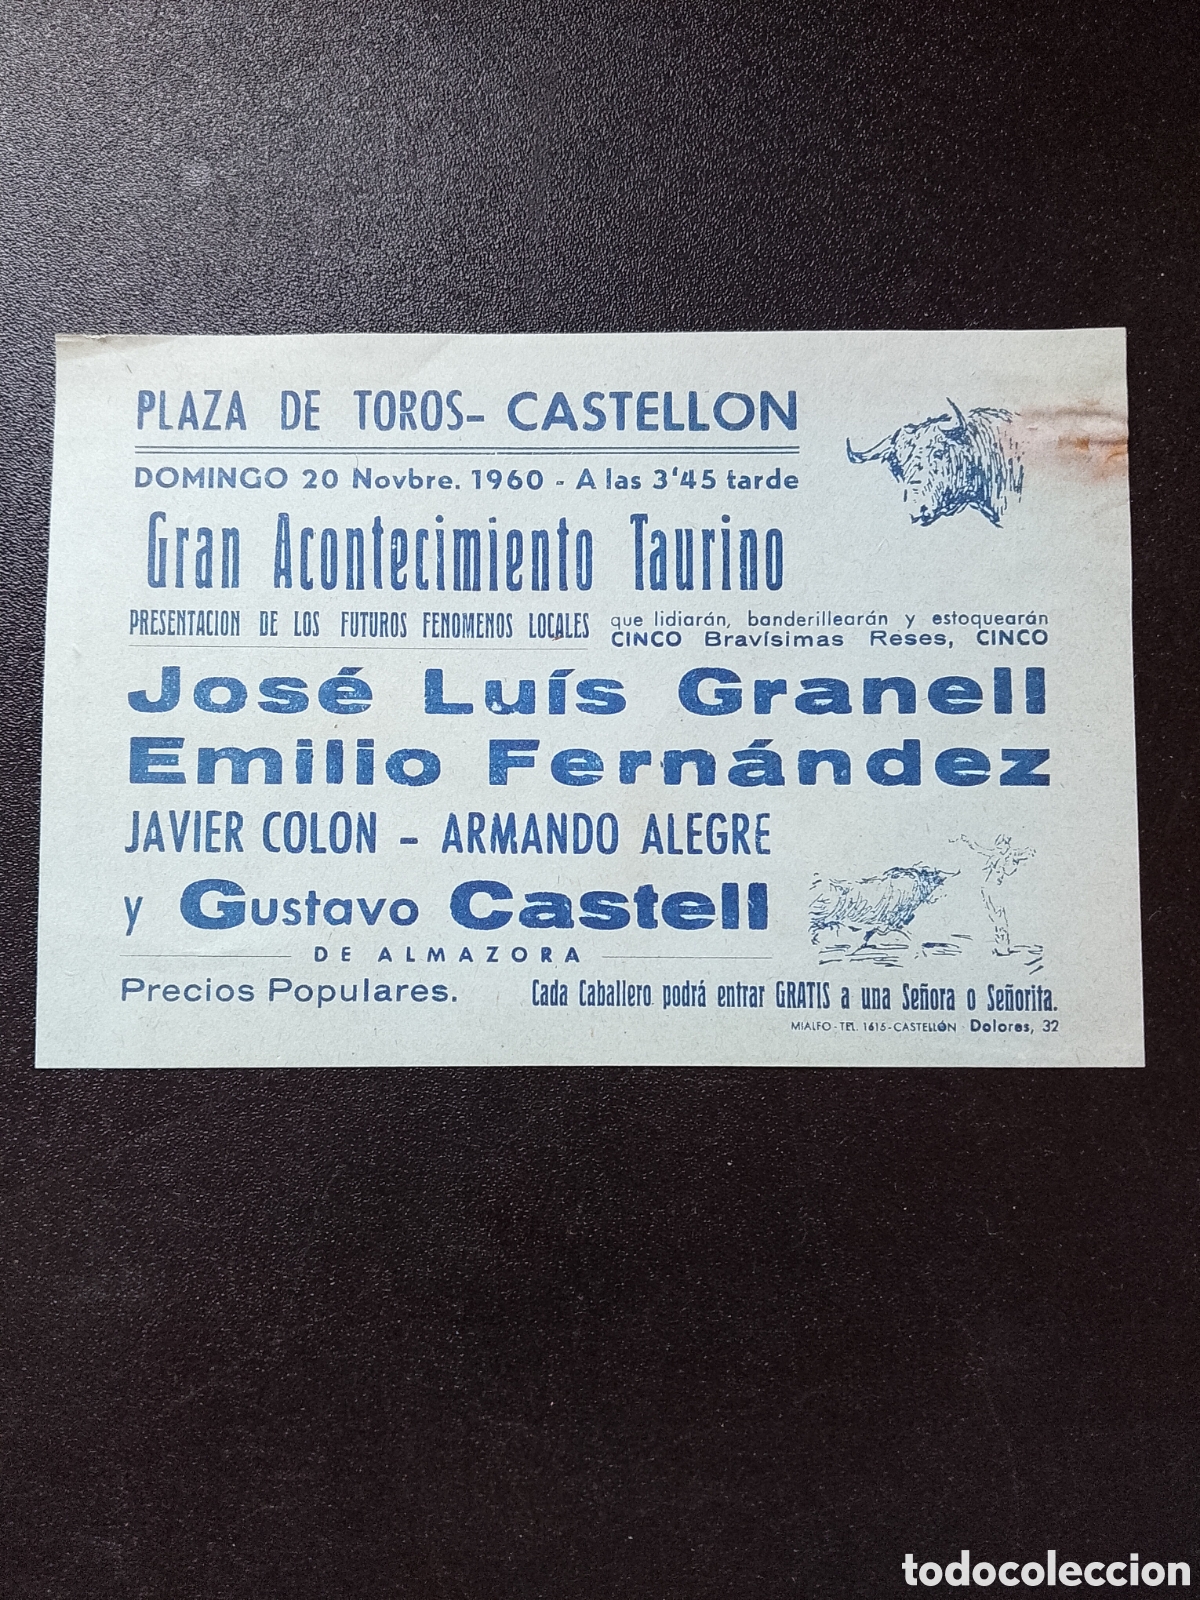 PLAZA DE TOROS- CASTELLON
DOMINGO 20 Novbre. 1960 - A las 3'45 tarde
Gran Acontecimiento Taurino
PRESENTACION DE LOS FUTUROS FENOMENOS LOCALES
que lidiarán, banderillearán y estoquearán
CINCO Bravísimas Reses, CINCO
José Luís Granell
Emilio Fernández
JAVIER COLON - ARMANDO ALEGRE
y Gustavo Castell
DE ALMAZORA
Precios Populares.
Cada Caballero podrá entrar GRATIS a una Señora o Señorita.
MIALFO - TEL. 1615 - CASTELLÓN - Dolores, 32
todocoleccion